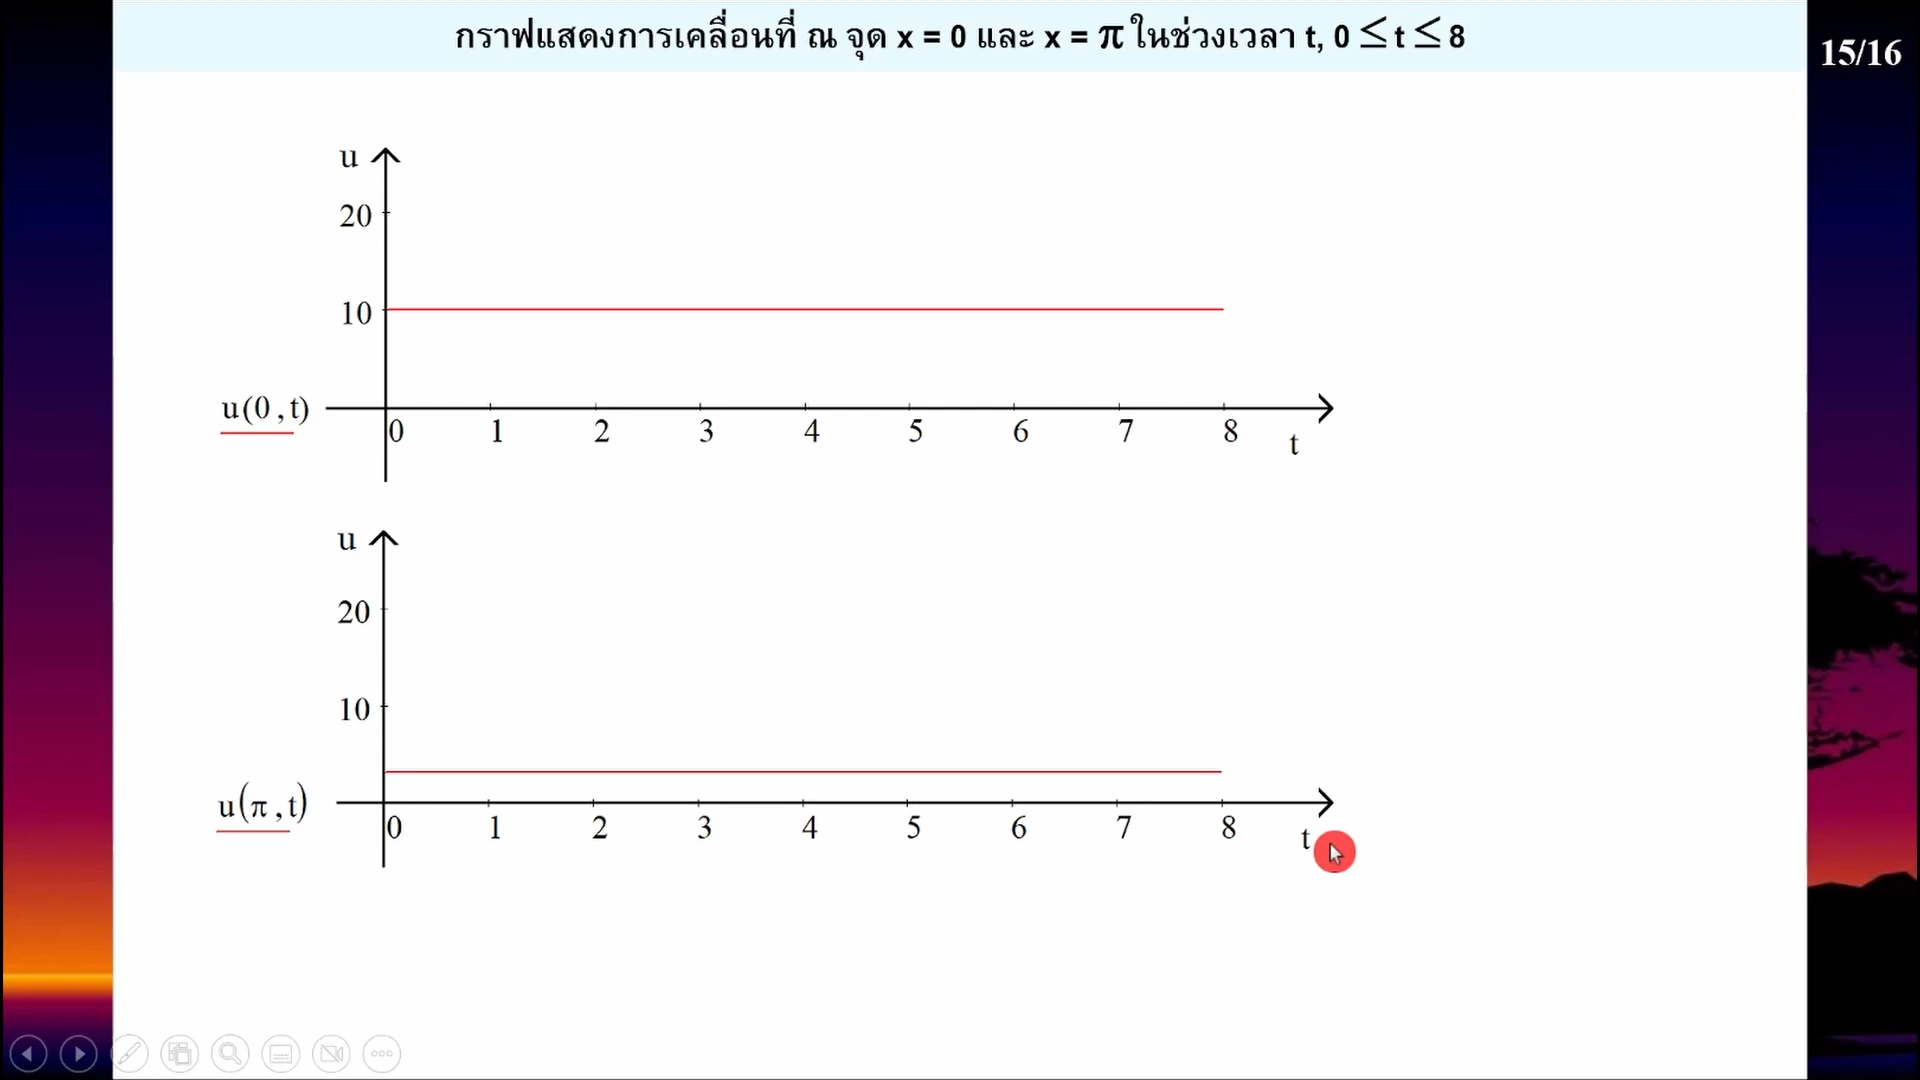 กราฟแสดงการเคลื่อนที่ ณ จุด x = 0 และ x = π ในช่วงเวลา t, 0 ≤ t ≤ 8
15/16
u
20
10
u(0 , t)
0 1 2 3 4 5 6 7 8
t
u
20
10
u(π , t)
0 1 2 3 4 5 6 7 8
t